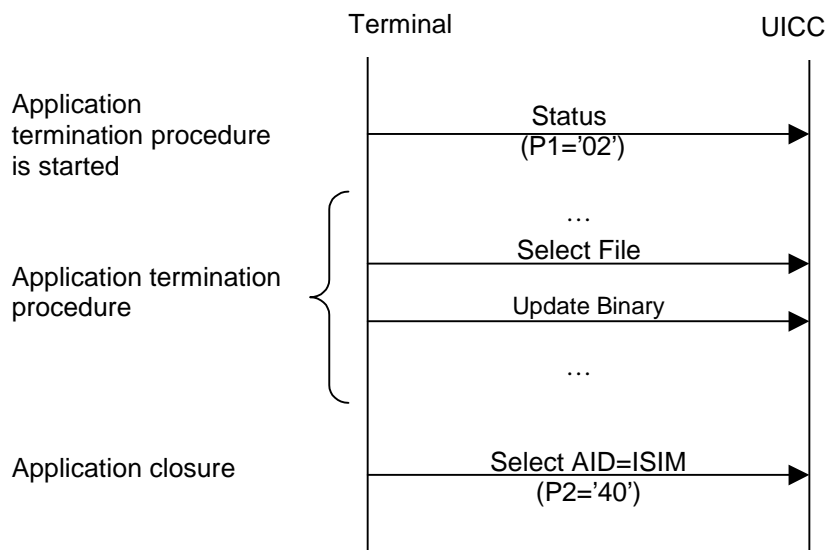 Terminal
UICC
Application
termination procedure
is started
Status
(P1='02')
…
Select File
Application termination
procedure
Update Binary
…
Application closure
Select AID=ISIM
(P2='40')